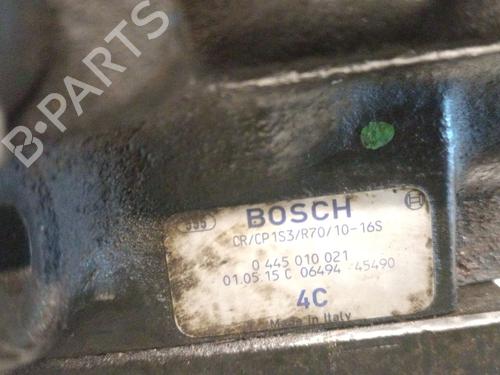 B-PARTS
395
BOSCH
CR/CP1S3/R70/10-16S
0 445 010 021
01.05.15 C 06494 45490
4C
Made in Italy